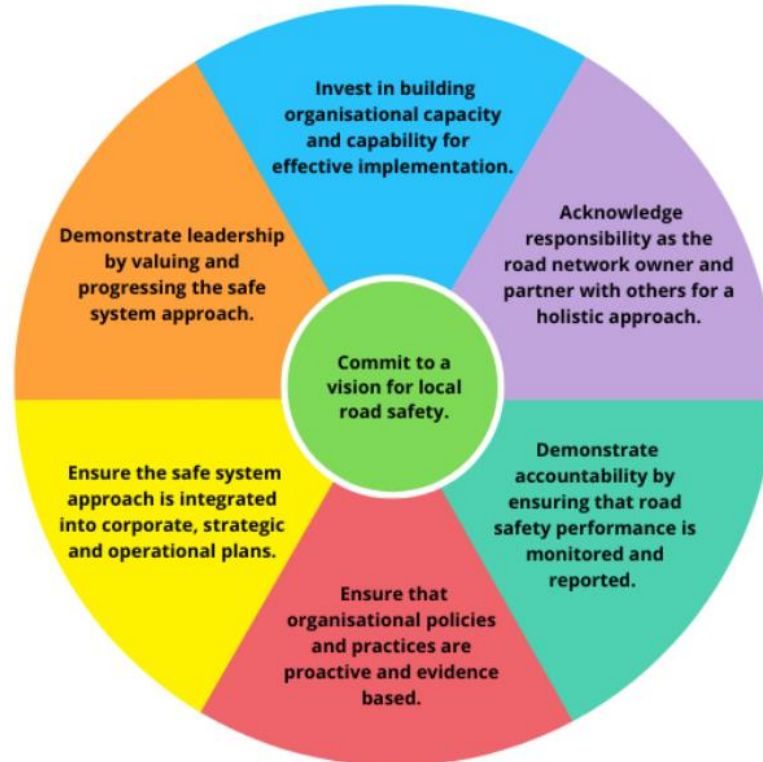 Invest in building
organisational capacity
and capability for
effective implementation.
Acknowledge
responsibility as the
road network owner and
partner with others for a
holistic approach.
Demonstrate
accountability by
ensuring that road
safety performance is
monitored and
reported.
Ensure that
organisational policies
and practices are
proactive and evidence
based.
Ensure the safe system
approach is integrated
into corporate, strategic
and operational plans.
Demonstrate leadership
by valuing and
progressing the safe
system approach.
Commit to a
vision for local
road safety.